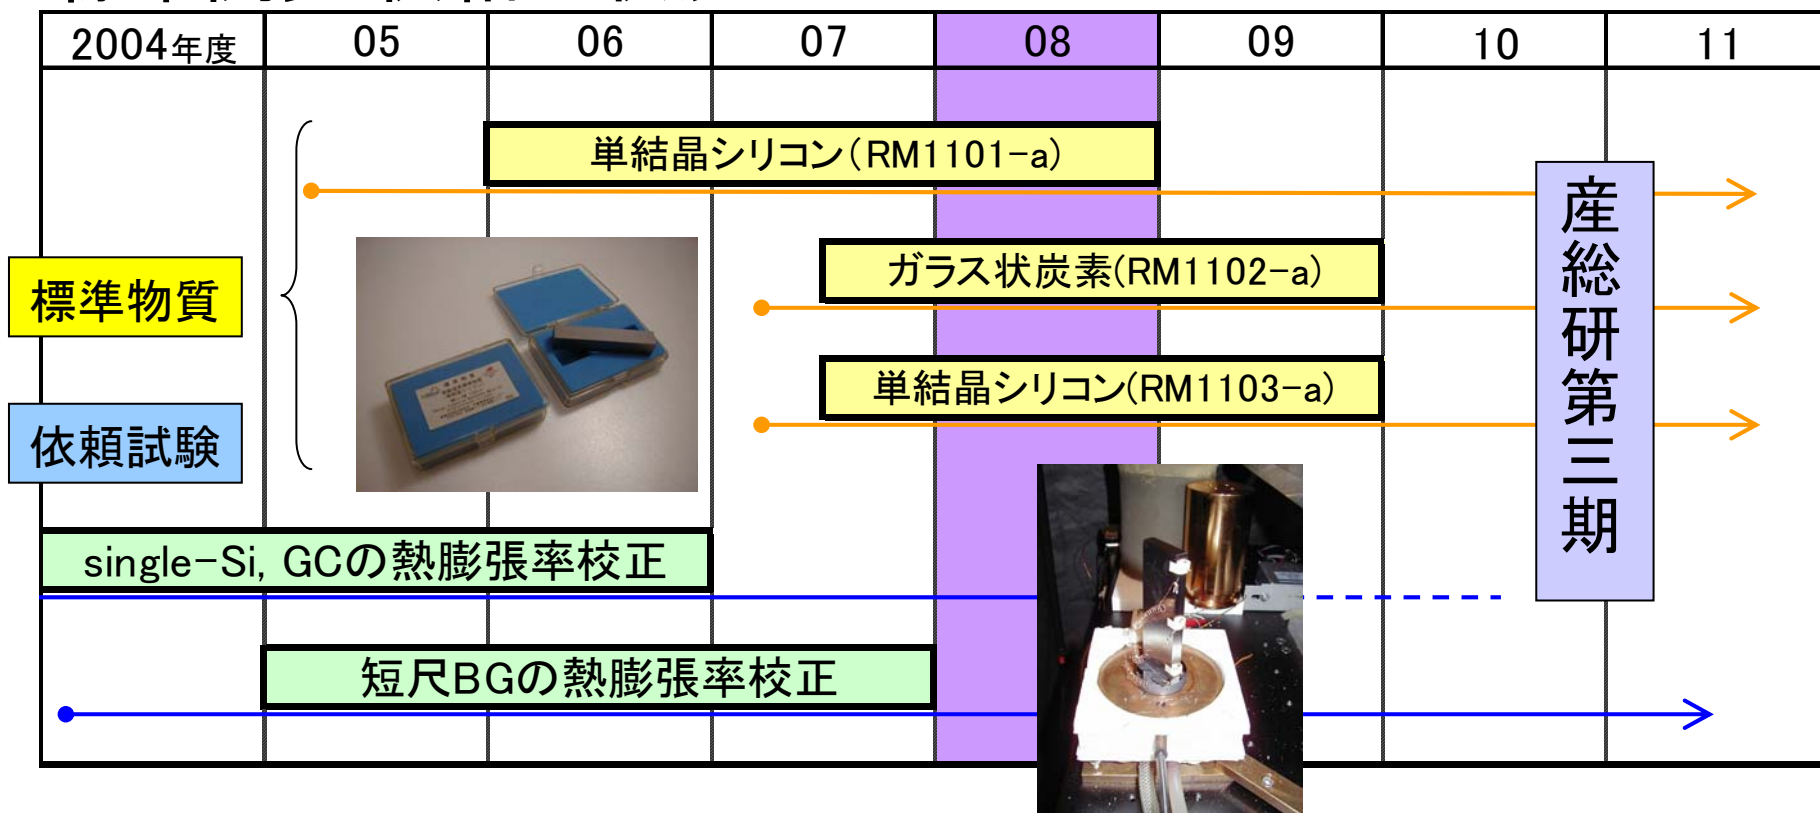 2004年度 05 06 07 08 09 10 11
単結晶シリコン(RM1101-a)
ガラス状炭素(RM1102-a)
標準物質
単結晶シリコン(RM1103-a)
依頼試験
産総研第三期
single-Si, GCの熱膨張率校正
短尺BGの熱膨張率校正